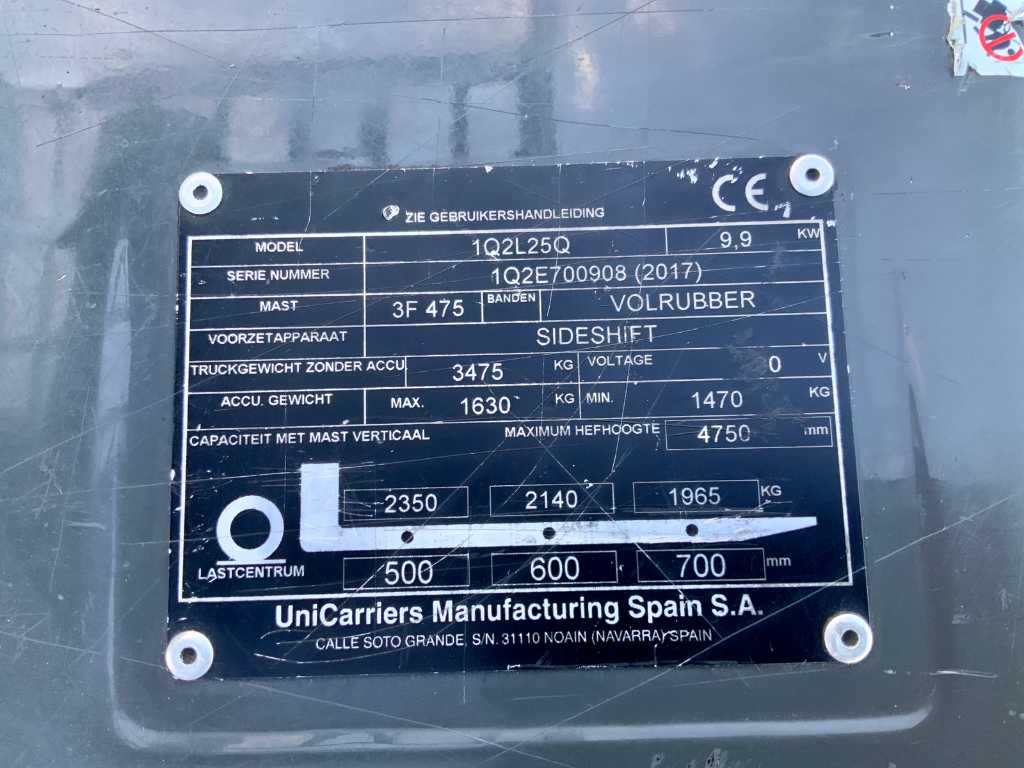 CE
ZIE GEBRUIKERSHANDLEIDING
MODEL 1Q2L25Q 9,9 KW
SERIE NUMMER 1Q2E700908 (2017)
MAST 3F 475 BANDEN VOLRUBBER
VOORZETAPPARAAT SIDESHIFT
TRUCKGEWICHT ZONDER ACCU 3475 KG VOLTAGE 0 V
ACCU. GEWICHT MAX. 1630 KG MIN. 1470 KG
CAPACITEIT MET MAST VERTICAAL MAXIMUM HEFHOOGTE 4750 mm
2350 2140 1965 KG
LASTCENTRUM 500 600 700 mm
UniCarriers Manufacturing Spain S.A.
CALLE SOTO GRANDE, S/N. 31110 NOAIN (NAVARRA) SPAIN